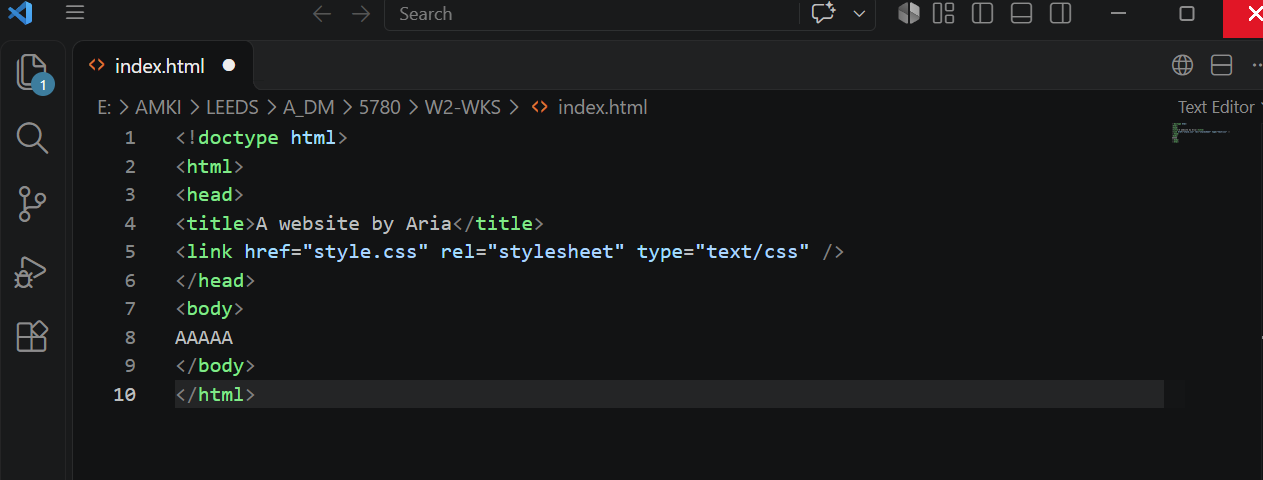 Search
index.html
1
E: > AMKI > LEEDS > A_DM > 5780 > W2-WKS > <> index.html
Text Editor
1 <!doctype html>
2 <html>
3 <head>
4 <title>A website by Aria</title>
5 <link href="style.css" rel="stylesheet" type="text/css" />
6 </head>
7 <body>
8 AAAAA
9 </body>
10 </html>